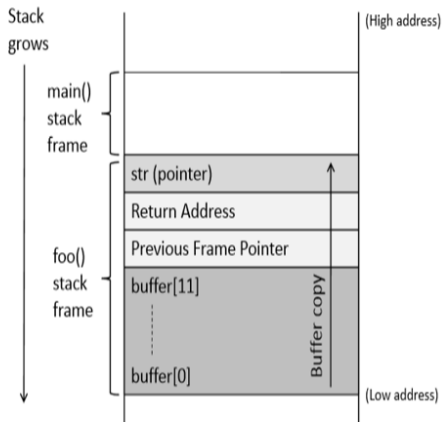 Stack
grows
(High address)
main()
stack
frame
str (pointer)
Return Address
Previous Frame Pointer
foo()
stack
frame
buffer[11]
buffer[0]
Buffer copy
(Low address)